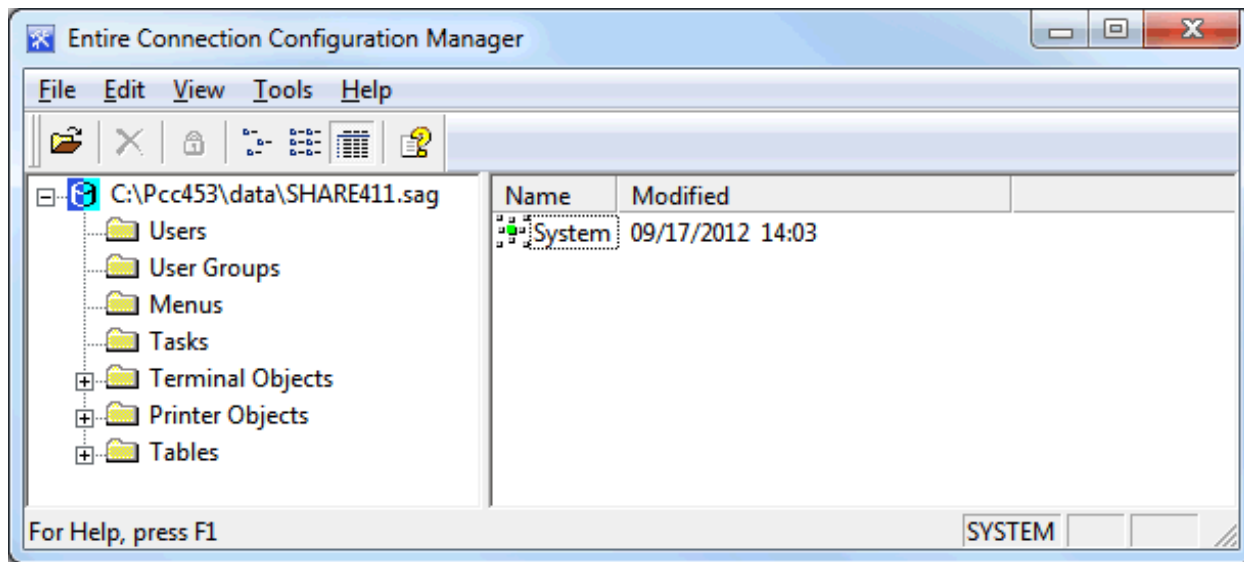 Entire Connection Configuration Manager
File Edit View Tools Help
C:\Pcc453\data\SHARE411.sag
Users
User Groups
Menus
Tasks
Terminal Objects
Printer Objects
Tables
Name Modified
System 09/17/2012 14:03
For Help, press F1
SYSTEM